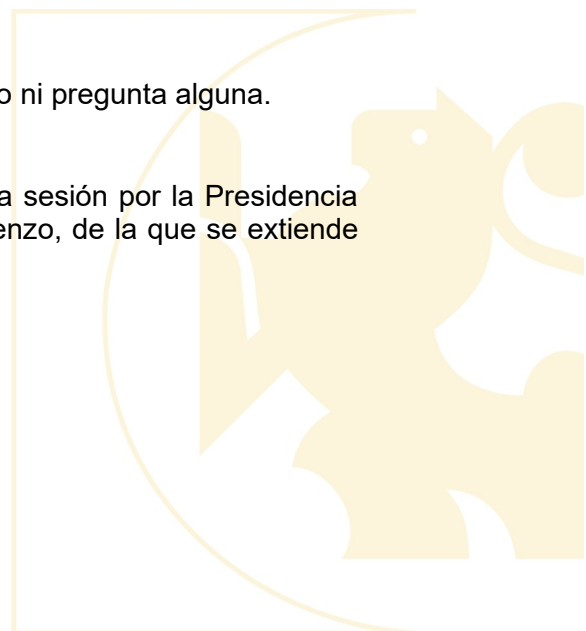 o ni pregunta alguna.
a sesión por la Presidencia
enzo, de la que se extiende